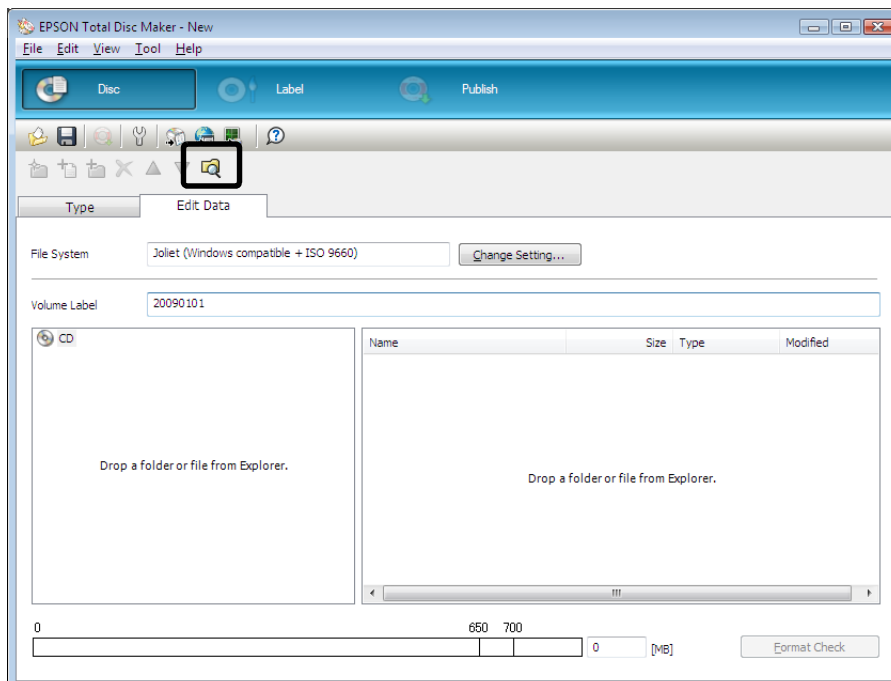 EPSON Total Disc Maker - New
File Edit View Tool Help
Disc Label Publish
Type Edit Data
File System Joliet (Windows compatible + ISO 9660) Change Setting...
Volume Label 20090101
CD
Name Size Type Modified
Drop a folder or file from Explorer.
Drop a folder or file from Explorer.
0 650 700
0 [MB] Format Check